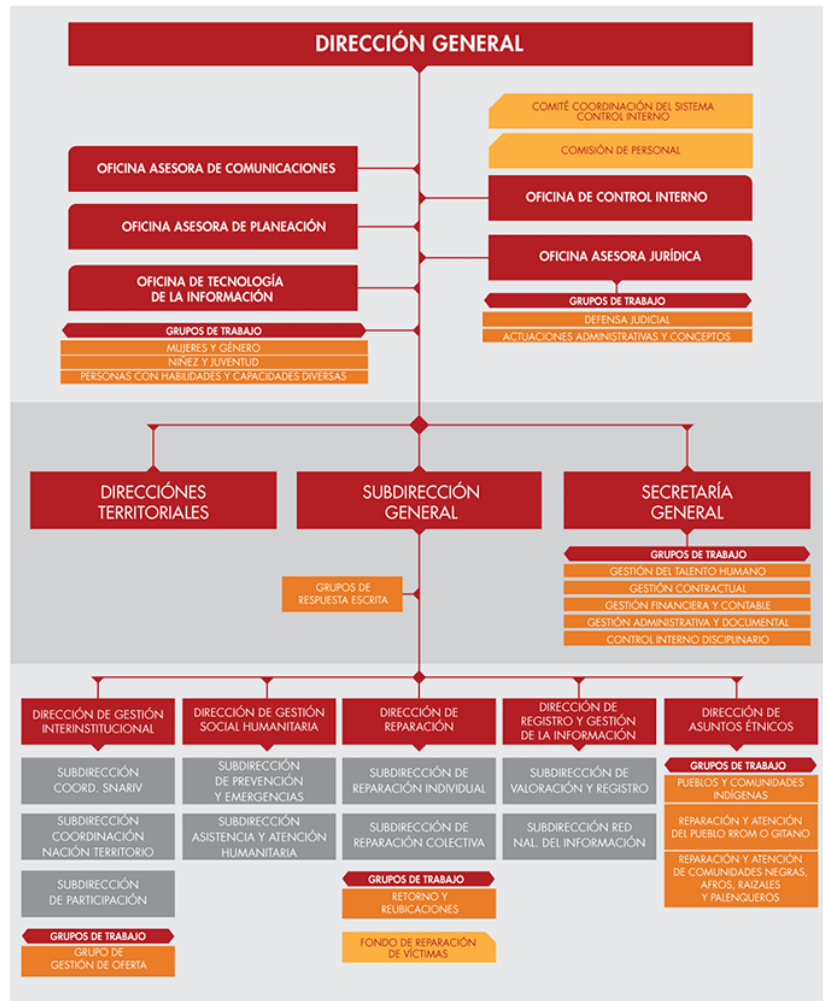 DIRECCIÓN GENERAL
COMITÉ COORDINACIÓN DEL SISTEMA
CONTROL INTERNO
COMISIÓN DE PERSONAL
OFICINA ASESORA DE COMUNICACIONES
OFICINA DE CONTROL INTERNO
OFICINA ASESORA DE PLANEACIÓN
OFICINA ASESORA JURÍDICA
OFICINA DE TECNOLOGÍA
DE LA INFORMACIÓN
GRUPOS DE TRABAJO
DEFENSA JUDICIAL
ACTUACIONES ADMINISTRATIVAS Y CONCEPTOS
GRUPOS DE TRABAJO
MUJERES Y GÉNERO
NIÑEZ Y JUVENTUD
PERSONAS CON HABILIDADES Y CAPACIDADES DIVERSAS
DIRECCIÓNES
TERRITORIALES
SUBDIRECCIÓN
GENERAL
SECRETARÍA
GENERAL
GRUPOS DE TRABAJO
GESTIÓN DEL TALENTO HUMANO
GESTIÓN CONTRACTUAL
GESTIÓN FINANCIERA Y CONTABLE
GESTIÓN ADMINISTRATIVA Y DOCUMENTAL
CONTROL INTERNO DISCIPLINARIO
GRUPOS DE
RESPUESTA ESCRITA
DIRECCIÓN DE GESTIÓN
INTERINSTITUCIONAL
SUBDIRECCIÓN
COORD. SNARIV
SUBDIRECCIÓN
COORDINACIÓN
NACIÓN TERRITORIO
SUBDIRECCIÓN
DE PARTICIPACIÓN
GRUPOS DE TRABAJO
GRUPO DE
GESTIÓN DE OFERTA
DIRECCIÓN DE GESTIÓN
SOCIAL HUMANITARIA
SUBDIRECCIÓN
DE PREVENCIÓN
Y EMERGENCIAS
SUBDIRECCIÓN
ASISTENCIA Y ATENCIÓN
HUMANITARIA
DIRECCIÓN DE
REPARACIÓN
SUBDIRECCIÓN DE
REPARACIÓN INDIVIDUAL
SUBDIRECCIÓN DE
REPARACIÓN COLECTIVA
GRUPOS DE TRABAJO
RETORNO Y
REUBICACIONES
FONDO DE REPARACIÓN
DE VÍCTIMAS
DIRECCIÓN DE
REGISTRO Y GESTIÓN
DE LA INFORMACIÓN
SUBDIRECCIÓN DE
VALORACIÓN Y REGISTRO
SUBDIRECCIÓN RED
NAL. DEL INFORMACIÓN
DIRECCIÓN DE
ASUNTOS ÉTNICOS
GRUPOS DE TRABAJO
PUEBLOS Y COMUNIDADES
INDÍGENAS
REPARACIÓN Y ATENCIÓN
DEL PUEBLO RROM O GITANO
REPARACIÓN Y ATENCIÓN
DE COMUNIDADES NEGRAS,
AFROS, RAIZALES
Y PALENQUEROS